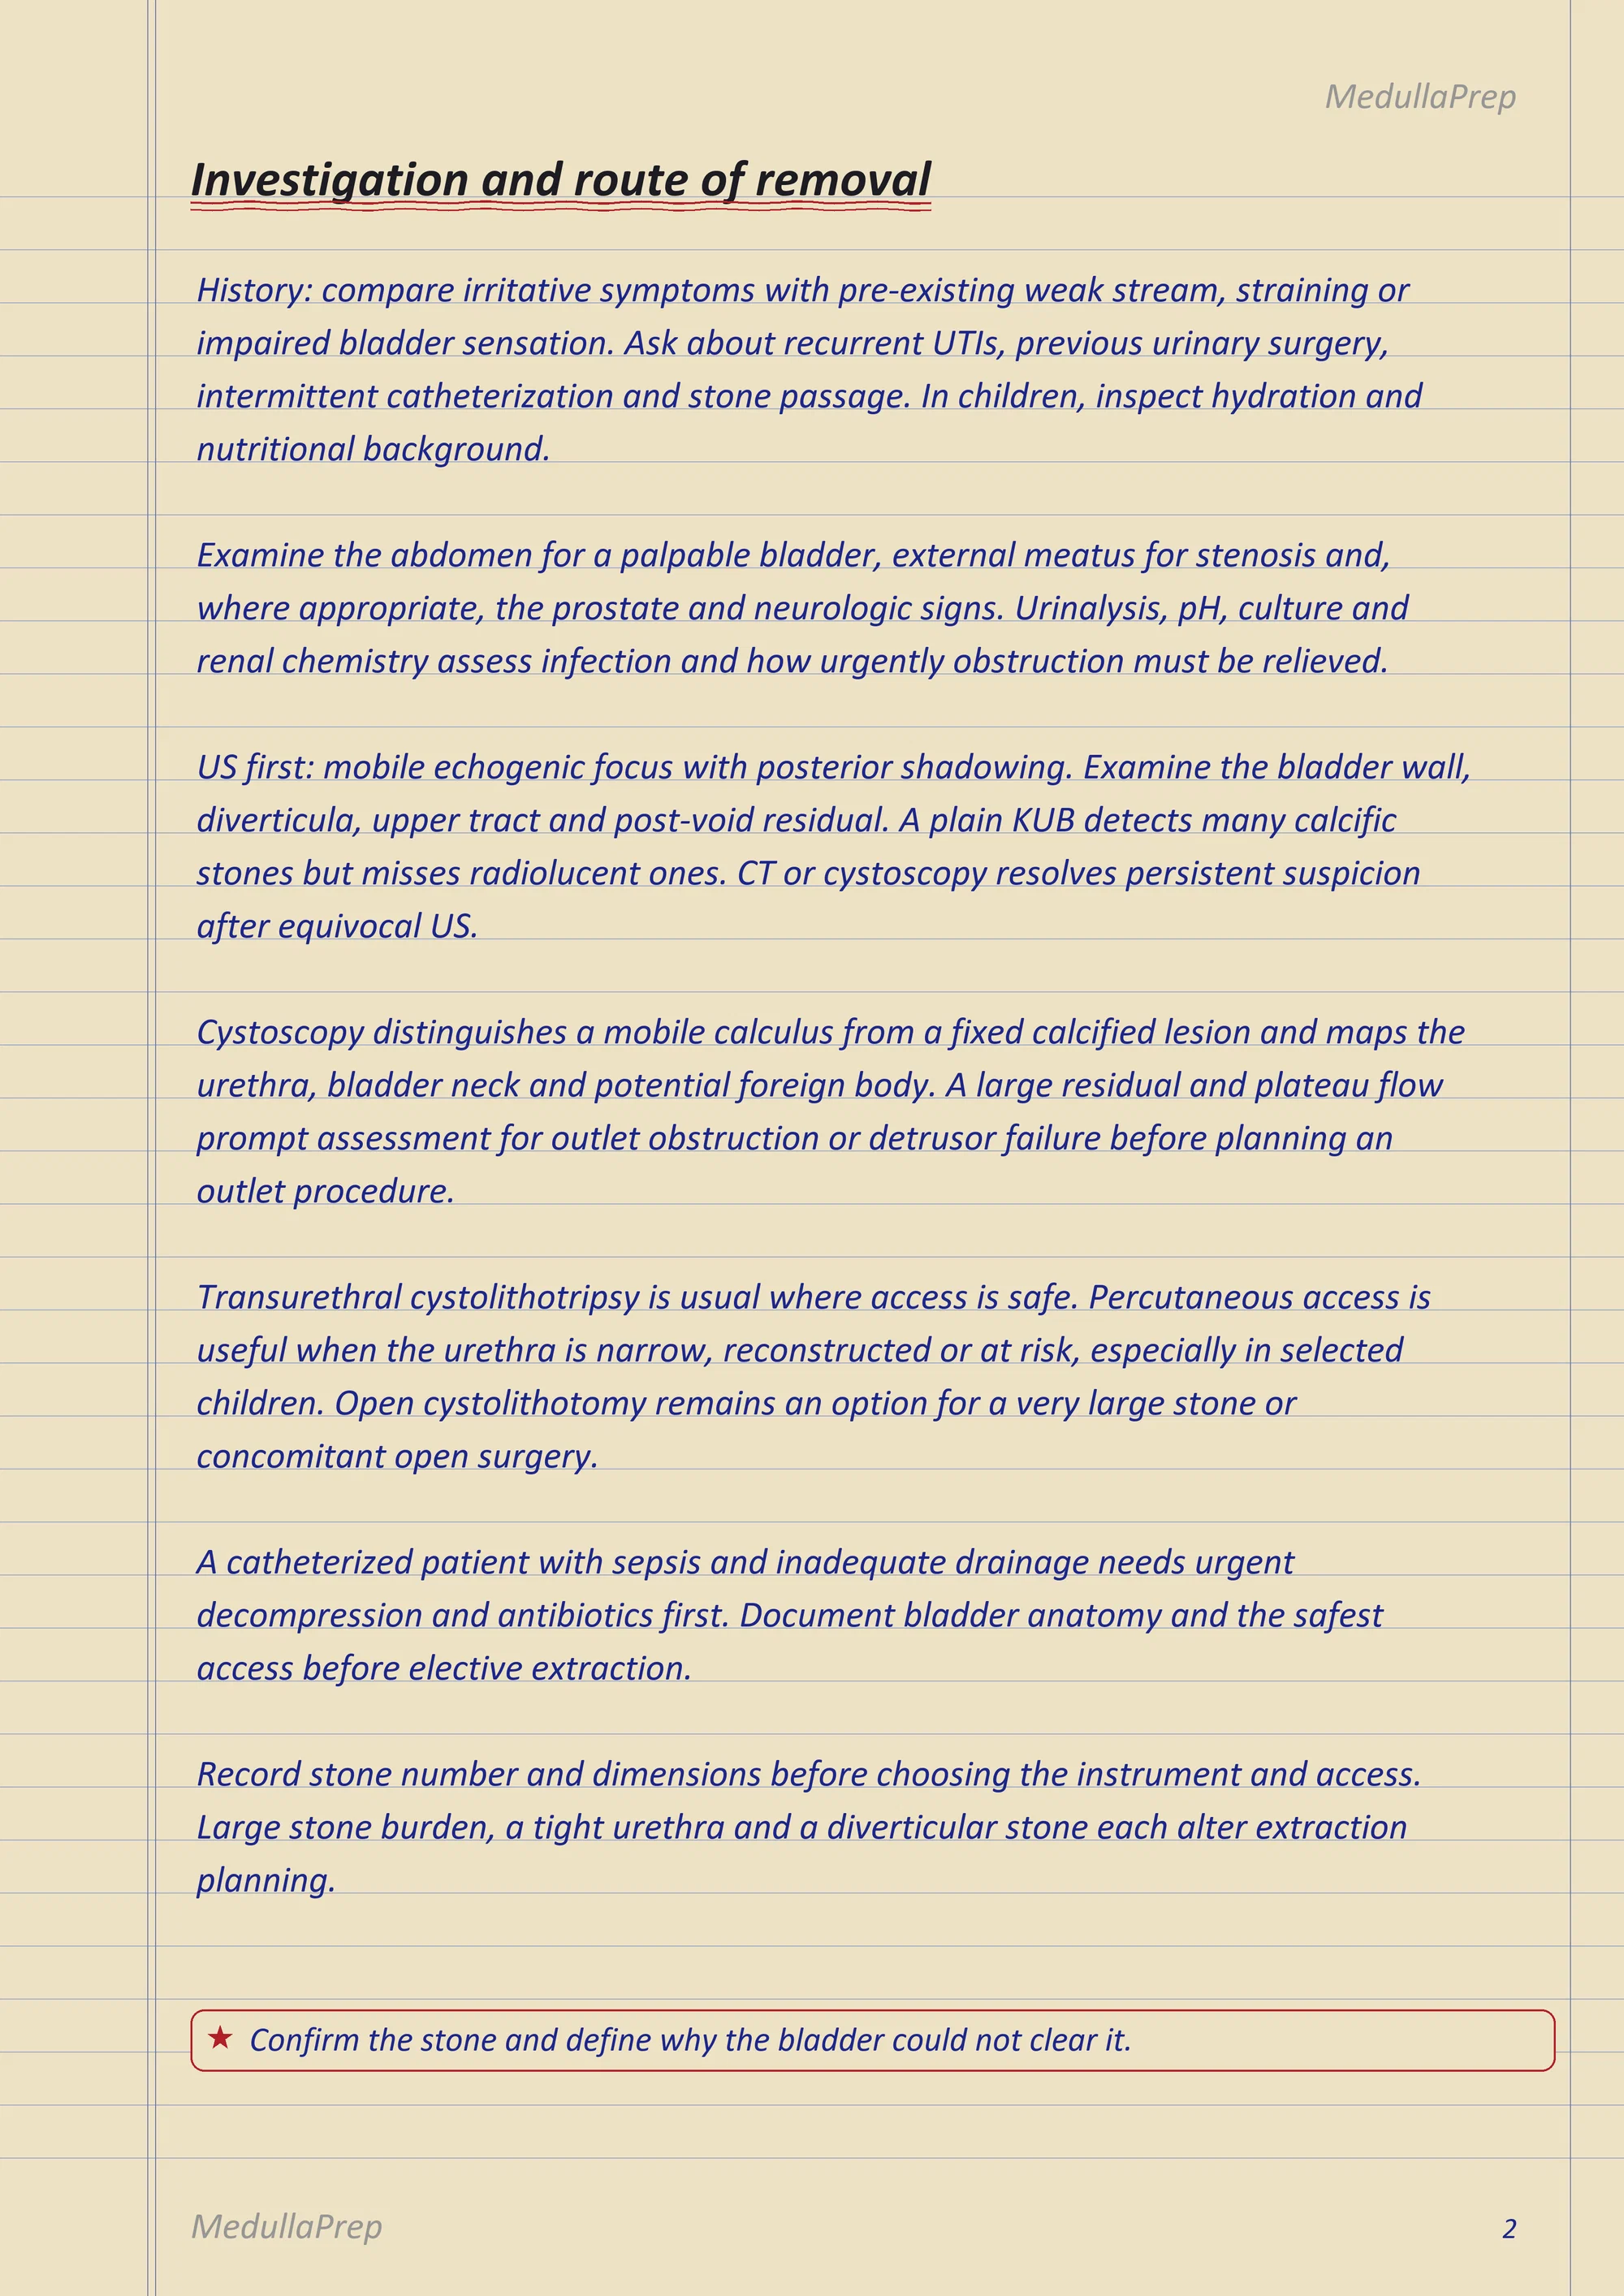 MedullaPrep
Investigation and route of removal
History: compare irritative symptoms with pre-existing weak stream, straining or
impaired bladder sensation. Ask about recurrent UTIs, previous urinary surgery,
intermittent catheterization and stone passage. In children, inspect hydration and
nutritional background.
Examine the abdomen for a palpable bladder, external meatus for stenosis and,
where appropriate, the prostate and neurologic signs. Urinalysis, pH, culture and
renal chemistry assess infection and how urgently obstruction must be relieved.
US first: mobile echogenic focus with posterior shadowing. Examine the bladder wall,
diverticula, upper tract and post-void residual. A plain KUB detects many calcific
stones but misses radiolucent ones. CT or cystoscopy resolves persistent suspicion
after equivocal US.
Cystoscopy distinguishes a mobile calculus from a fixed calcified lesion and maps the
urethra, bladder neck and potential foreign body. A large residual and plateau flow
prompt assessment for outlet obstruction or detrusor failure before planning an
outlet procedure.
Transurethral cystolithotripsy is usual where access is safe. Percutaneous access is
useful when the urethra is narrow, reconstructed or at risk, especially in selected
children. Open cystolithotomy remains an option for a very large stone or
concomitant open surgery.
A catheterized patient with sepsis and inadequate drainage needs urgent
decompression and antibiotics first. Document bladder anatomy and the safest
access before elective extraction.
Record stone number and dimensions before choosing the instrument and access.
Large stone burden, a tight urethra and a diverticular stone each alter extraction
planning.
★ Confirm the stone and define why the bladder could not clear it.
MedullaPrep
2